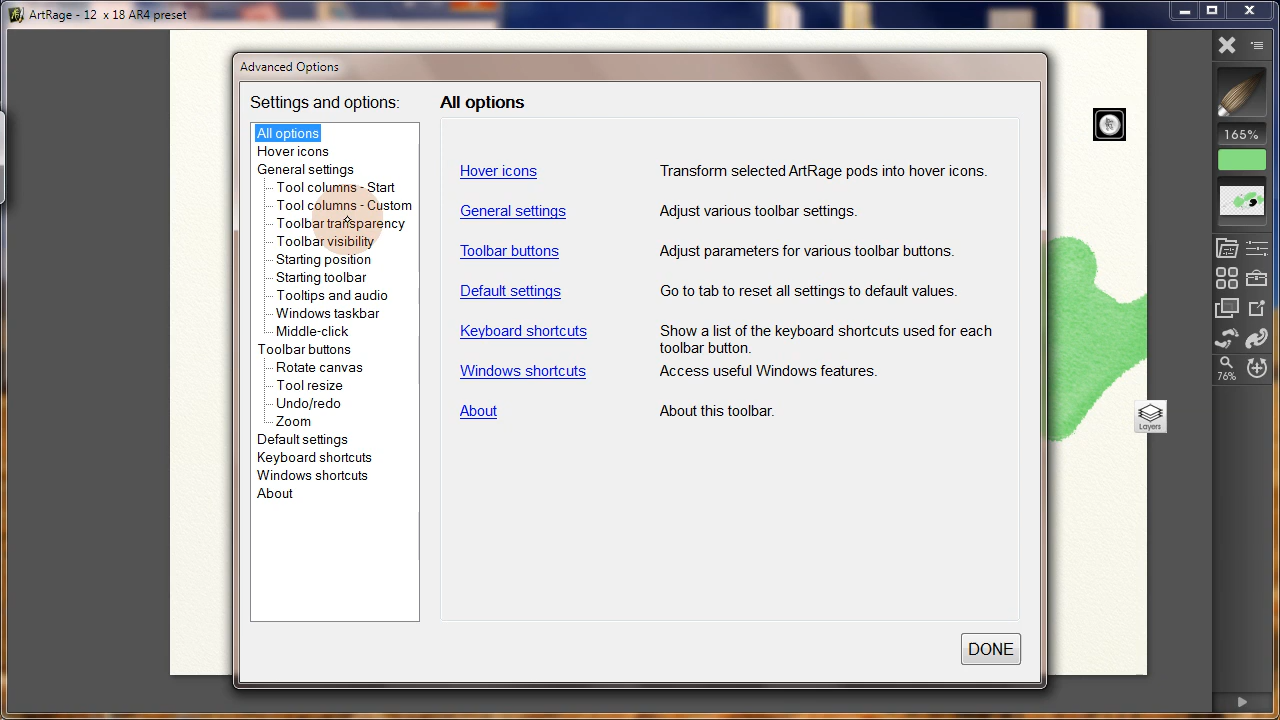 ArtRage - 12 x 18 AR4 preset
Advanced Options
Settings and options:
All options
Hover icons
General settings
Tool columns - Start
Tool columns - Custom
Toolbar transparency
Toolbar visibility
Starting position
Starting toolbar
Tooltips and audio
Windows taskbar
Middle-click
Toolbar buttons
Rotate canvas
Tool resize
Undo/redo
Zoom
Default settings
Keyboard shortcuts
Windows shortcuts
About
All options
Hover icons Transform selected ArtRage pods into hover icons.
General settings Adjust various toolbar settings.
Toolbar buttons Adjust parameters for various toolbar buttons.
Default settings Go to tab to reset all settings to default values.
Keyboard shortcuts Show a list of the keyboard shortcuts used for each
toolbar button.
Windows shortcuts Access useful Windows features.
About About this toolbar.
DONE
165%
76%
Layers